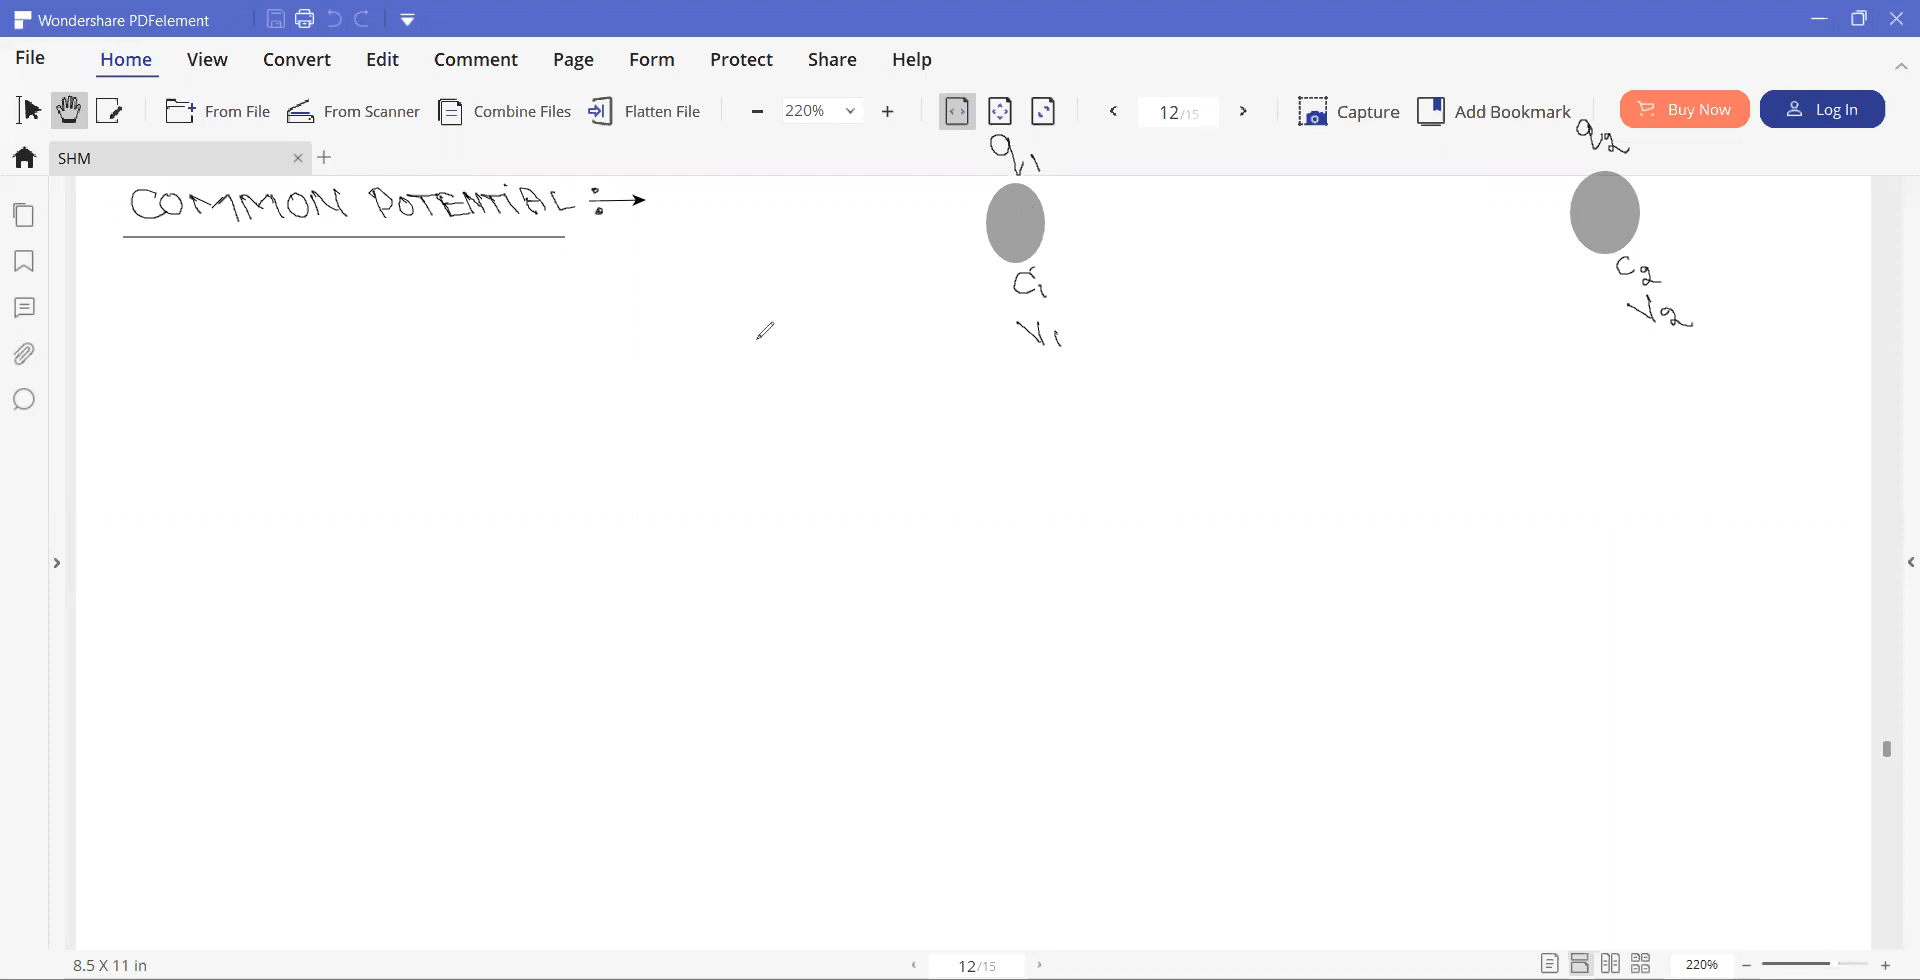 Wondershare PDFelement
File Home View Convert Edit Comment Page Form Protect Share Help
From File From Scanner Combine Files Flatten File 220% 12/15 Capture Add Bookmark Buy Now Log In
SHM
q1
q2
COMMON POTENTIAL :
C1
V1
C2
V2
8.5 X 11 in 12/15 220%